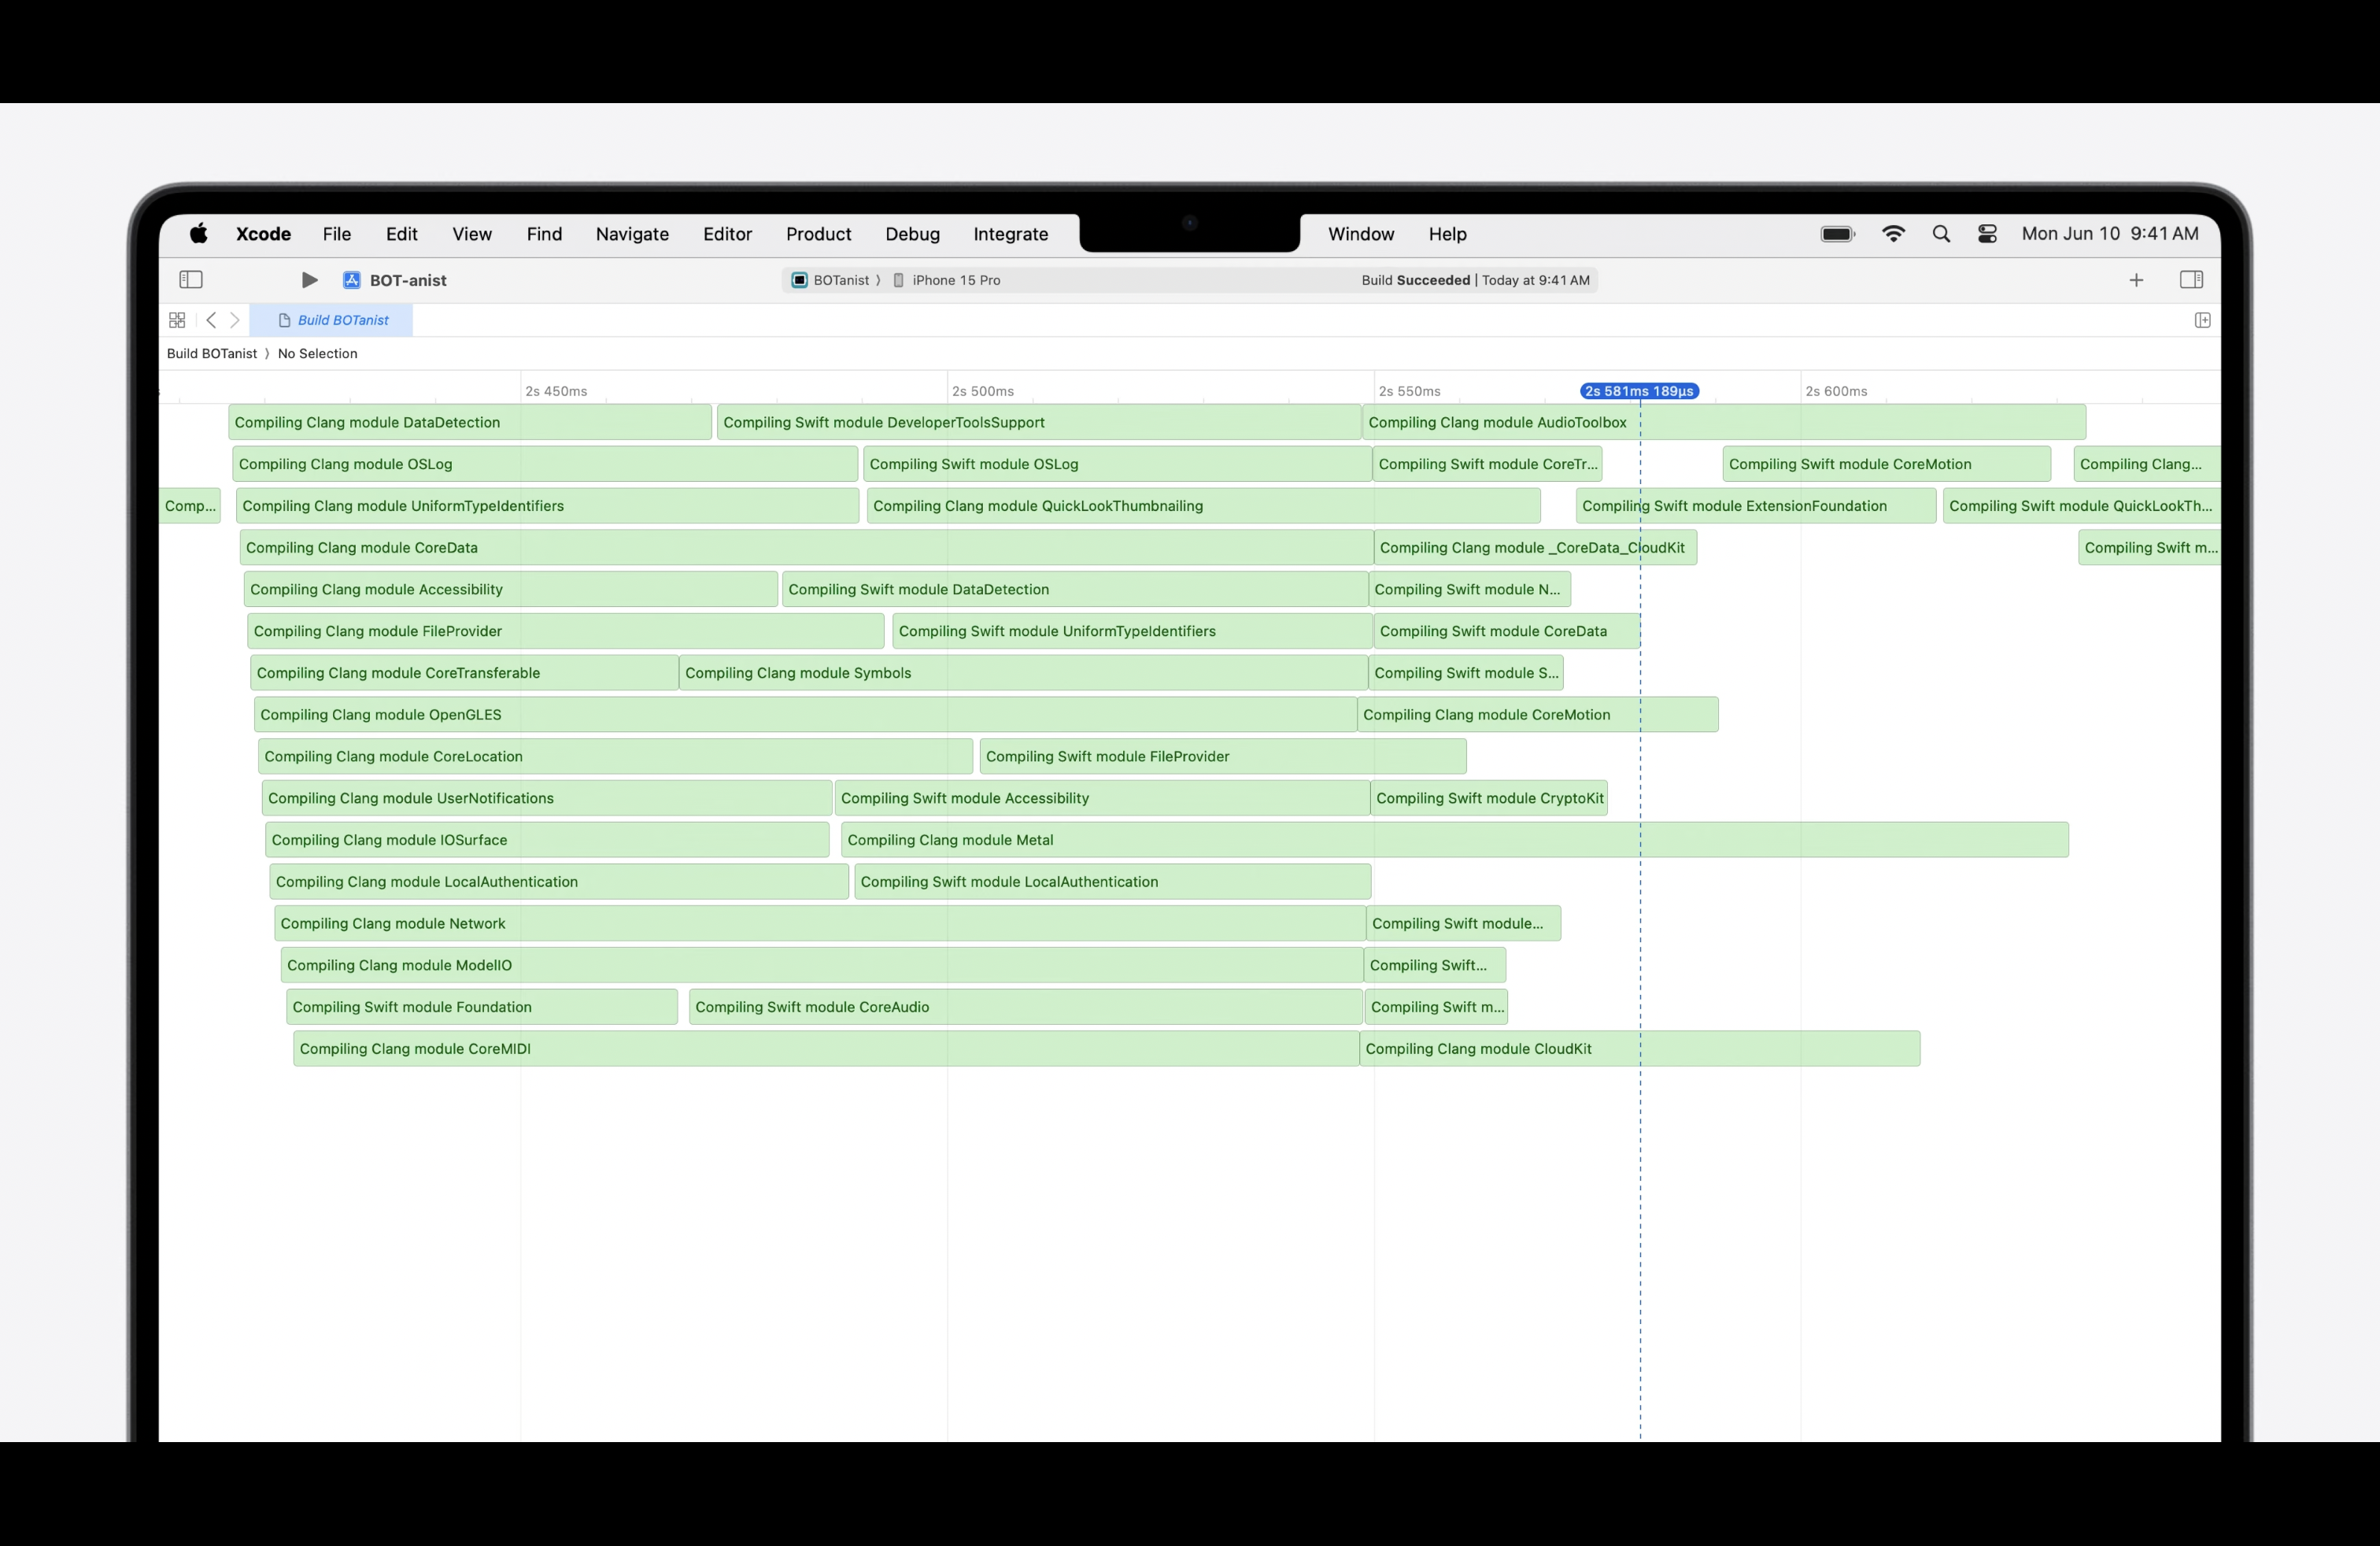 Xcode File Edit View Find Navigate Editor Product Debug Integrate Window Help Mon Jun 10 9:41 AM
BOT-anist BOTanist 〉 iPhone 15 Pro Build Succeeded | Today at 9:41 AM
Build BOTanist
Build BOTanist 〉 No Selection
2s 450ms 2s 500ms 2s 550ms 2s 581ms 189µs 2s 600ms
Compiling Clang module DataDetection Compiling Swift module DeveloperToolsSupport Compiling Clang module AudioToolbox
Compiling Clang module OSLog Compiling Swift module OSLog Compiling Swift module CoreTr... Compiling Swift module CoreMotion Compiling Clang...
Comp... Compiling Clang module UniformTypeIdentifiers Compiling Clang module QuickLookThumbnailing Compiling Swift module ExtensionFoundation Compiling Swift module QuickLookTh...
Compiling Clang module CoreData Compiling Clang module _CoreData_CloudKit Compiling Swift m...
Compiling Clang module Accessibility Compiling Swift module DataDetection Compiling Swift module N...
Compiling Clang module FileProvider Compiling Swift module UniformTypeIdentifiers Compiling Swift module CoreData
Compiling Clang module CoreTransferable Compiling Clang module Symbols Compiling Swift module S...
Compiling Clang module OpenGLES Compiling Clang module CoreMotion
Compiling Clang module CoreLocation Compiling Swift module FileProvider
Compiling Clang module UserNotifications Compiling Swift module Accessibility Compiling Swift module CryptoKit
Compiling Clang module IOSurface Compiling Clang module Metal
Compiling Clang module LocalAuthentication Compiling Swift module LocalAuthentication
Compiling Clang module Network Compiling Swift module...
Compiling Clang module ModelIO Compiling Swift...
Compiling Swift module Foundation Compiling Swift module CoreAudio Compiling Swift m...
Compiling Clang module CoreMIDI Compiling Clang module CloudKit